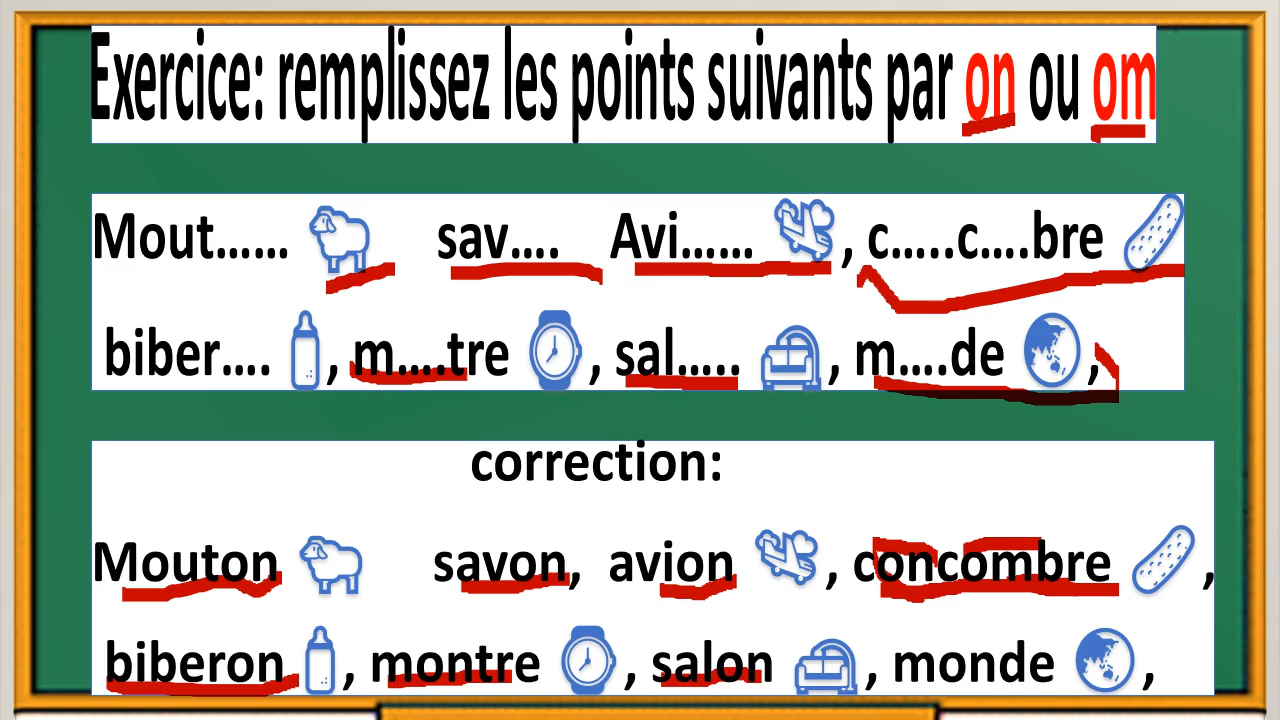 Exercice: remplissez les points suivants par on ou om
Mout...... sav.... Avi...... , c.....c....bre
biber.... , m....tre , sal..... , m....de ,
correction:
Mouton savon, avion , concombre ,
biberon , montre , salon , monde ,